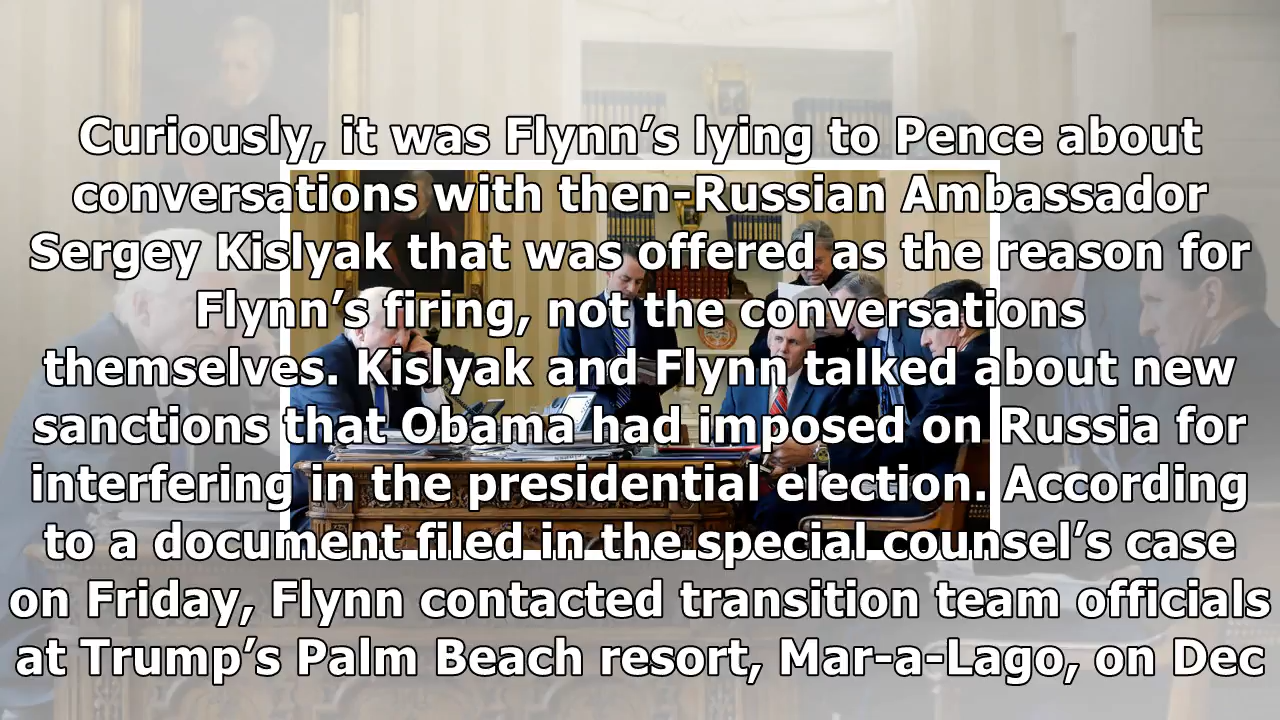 Curiously, it was Flynn’s lying to Pence about
conversations with then-Russian Ambassador
Sergey Kislyak that was offered as the reason for
Flynn’s firing, not the conversations
themselves. Kislyak and Flynn talked about new
sanctions that Obama had imposed on Russia for
interfering in the presidential election. According
to a document filed in the special counsel’s case
on Friday, Flynn contacted transition team officials
at Trump’s Palm Beach resort, Mar-a-Lago, on Dec